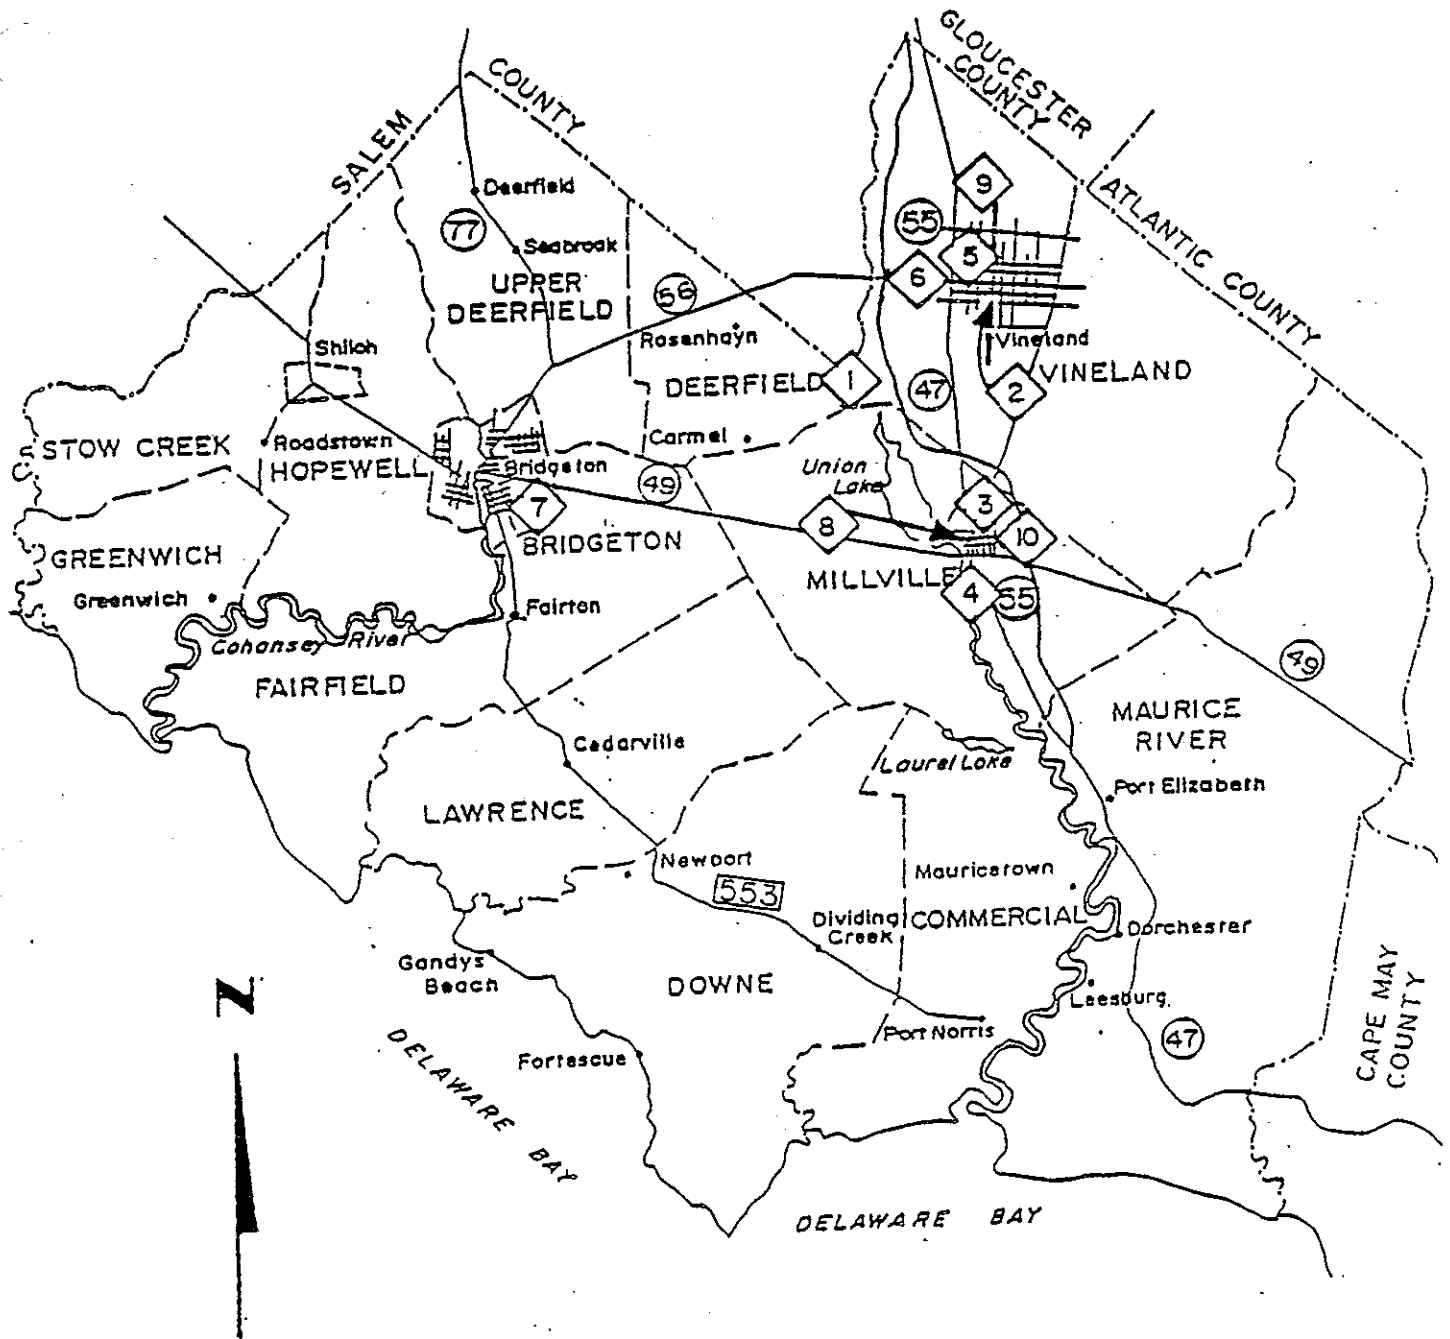 GLOUCESTER
COUNTY
SALEM
COUNTY
ATLANTIC COUNTY
9
Deerfield
77
Seabrook
55
5
6
UPPER
DEERFIELD
56
Rosenhayn
Vineland
Shiloh
DEERFIELD
1
47
2
VINELAND
STOW CREEK
Roadstown
HOPEWELL
Carmel
Bridgeton
49
Union
Lake
7
3
8
10
BRIDGETON
GREENWICH
MILLVILLE
Greenwich
4
55
Fairton
Cohansey River
49
FAIRFIELD
MAURICE
RIVER
Cedarville
Laurel Lake
Port Elizabeth
LAWRENCE
Newport
Mauricetown
553
Dividing
Creek
COMMERCIAL
Dorchester
Gandys
Beach
DOWNE
Leesburg
CAPE MAY
COUNTY
Z
Port Norris
47
Fortescue
DELAWARE BAY
DELAWARE BAY